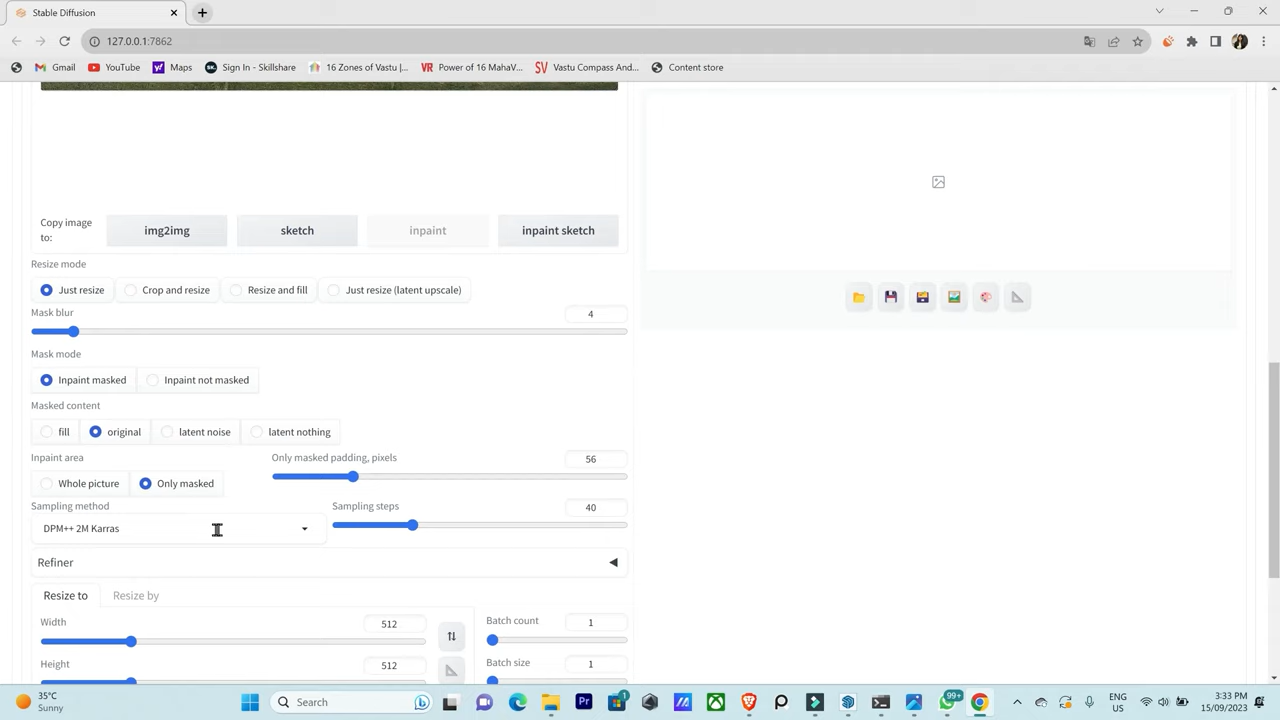 Stable Diffusion
127.0.0.1:7862
Gmail
YouTube
Maps
Sign In - Skillshare
16 Zones of Vastu |...
Power of 16 MahaV...
Vastu Compass And...
Content store
Copy image to:
img2img
sketch
inpaint
inpaint sketch
Resize mode
Just resize
Crop and resize
Resize and fill
Just resize (latent upscale)
Mask blur
4
Mask mode
Inpaint masked
Inpaint not masked
Masked content
fill
original
latent noise
latent nothing
Inpaint area
Only masked padding, pixels
56
Whole picture
Only masked
Sampling method
Sampling steps
40
DPM++ 2M Karras
Refiner
Resize to
Resize by
Width
512
Batch count
1
Height
512
Batch size
1
35°C
Sunny
Search
99+
ENG
US
3:33 PM
15/09/2023